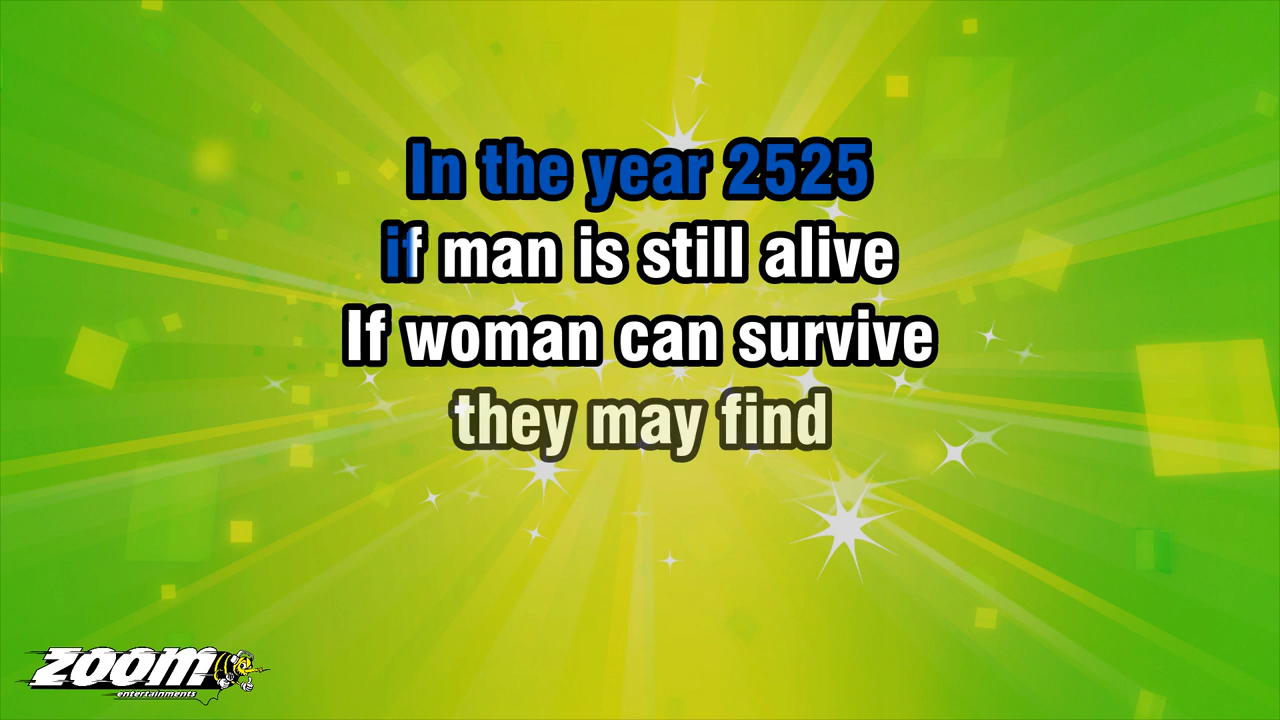 In the year 2525
if man is still alive
If woman can survive
they may find
zoom
entertainments